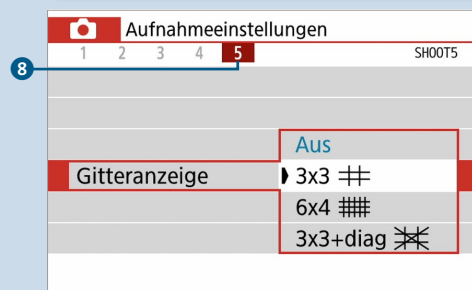 Aufnahmeeinstellungen
1 2 3 4 5 SHOOT5
8
Aus
Gitteranzeige 3x3
6x4
3x3+diag